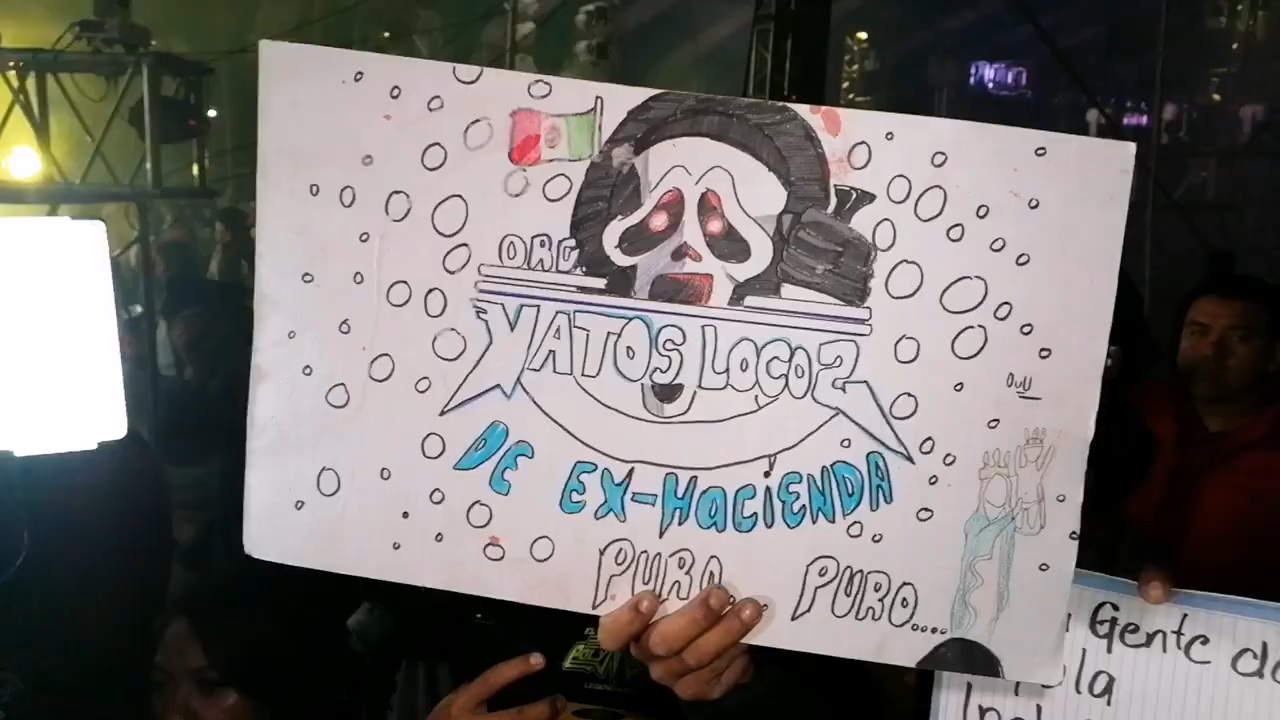 ORG.
VATOS LOCO2
DE EX-HACIENDA
PURO... PURO....
Gente de
la